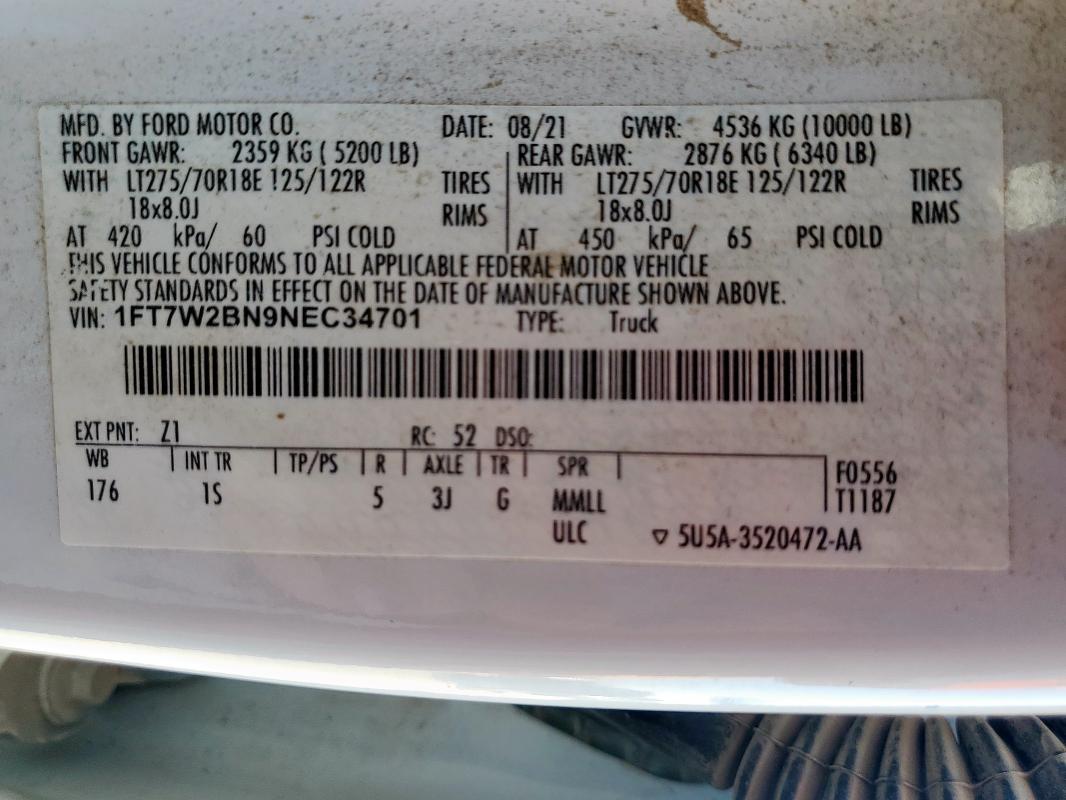 MFD. BY FORD MOTOR CO. DATE: 08/21 GVWR: 4536 KG (10000 LB)
FRONT GAWR: 2359 KG ( 5200 LB) REAR GAWR: 2876 KG ( 6340 LB)
WITH LT275/70R18E 125/122R TIRES WITH LT275/70R18E 125/122R TIRES
18x8.0J RIMS 18x8.0J RIMS
AT 420 kPa/ 60 PSI COLD AT 450 kPa/ 65 PSI COLD
THIS VEHICLE CONFORMS TO ALL APPLICABLE FEDERAL MOTOR VEHICLE
SAFETY STANDARDS IN EFFECT ON THE DATE OF MANUFACTURE SHOWN ABOVE.
VIN: 1FT7W2BN9NEC34701 TYPE: Truck
EXT PNT: Z1 RC: 52 DSO:
WB INT TR TP/PS R AXLE TR SPR F0556
176 1S 5 3J G MMLL T1187
ULC ▽ 5U5A-3520472-AA